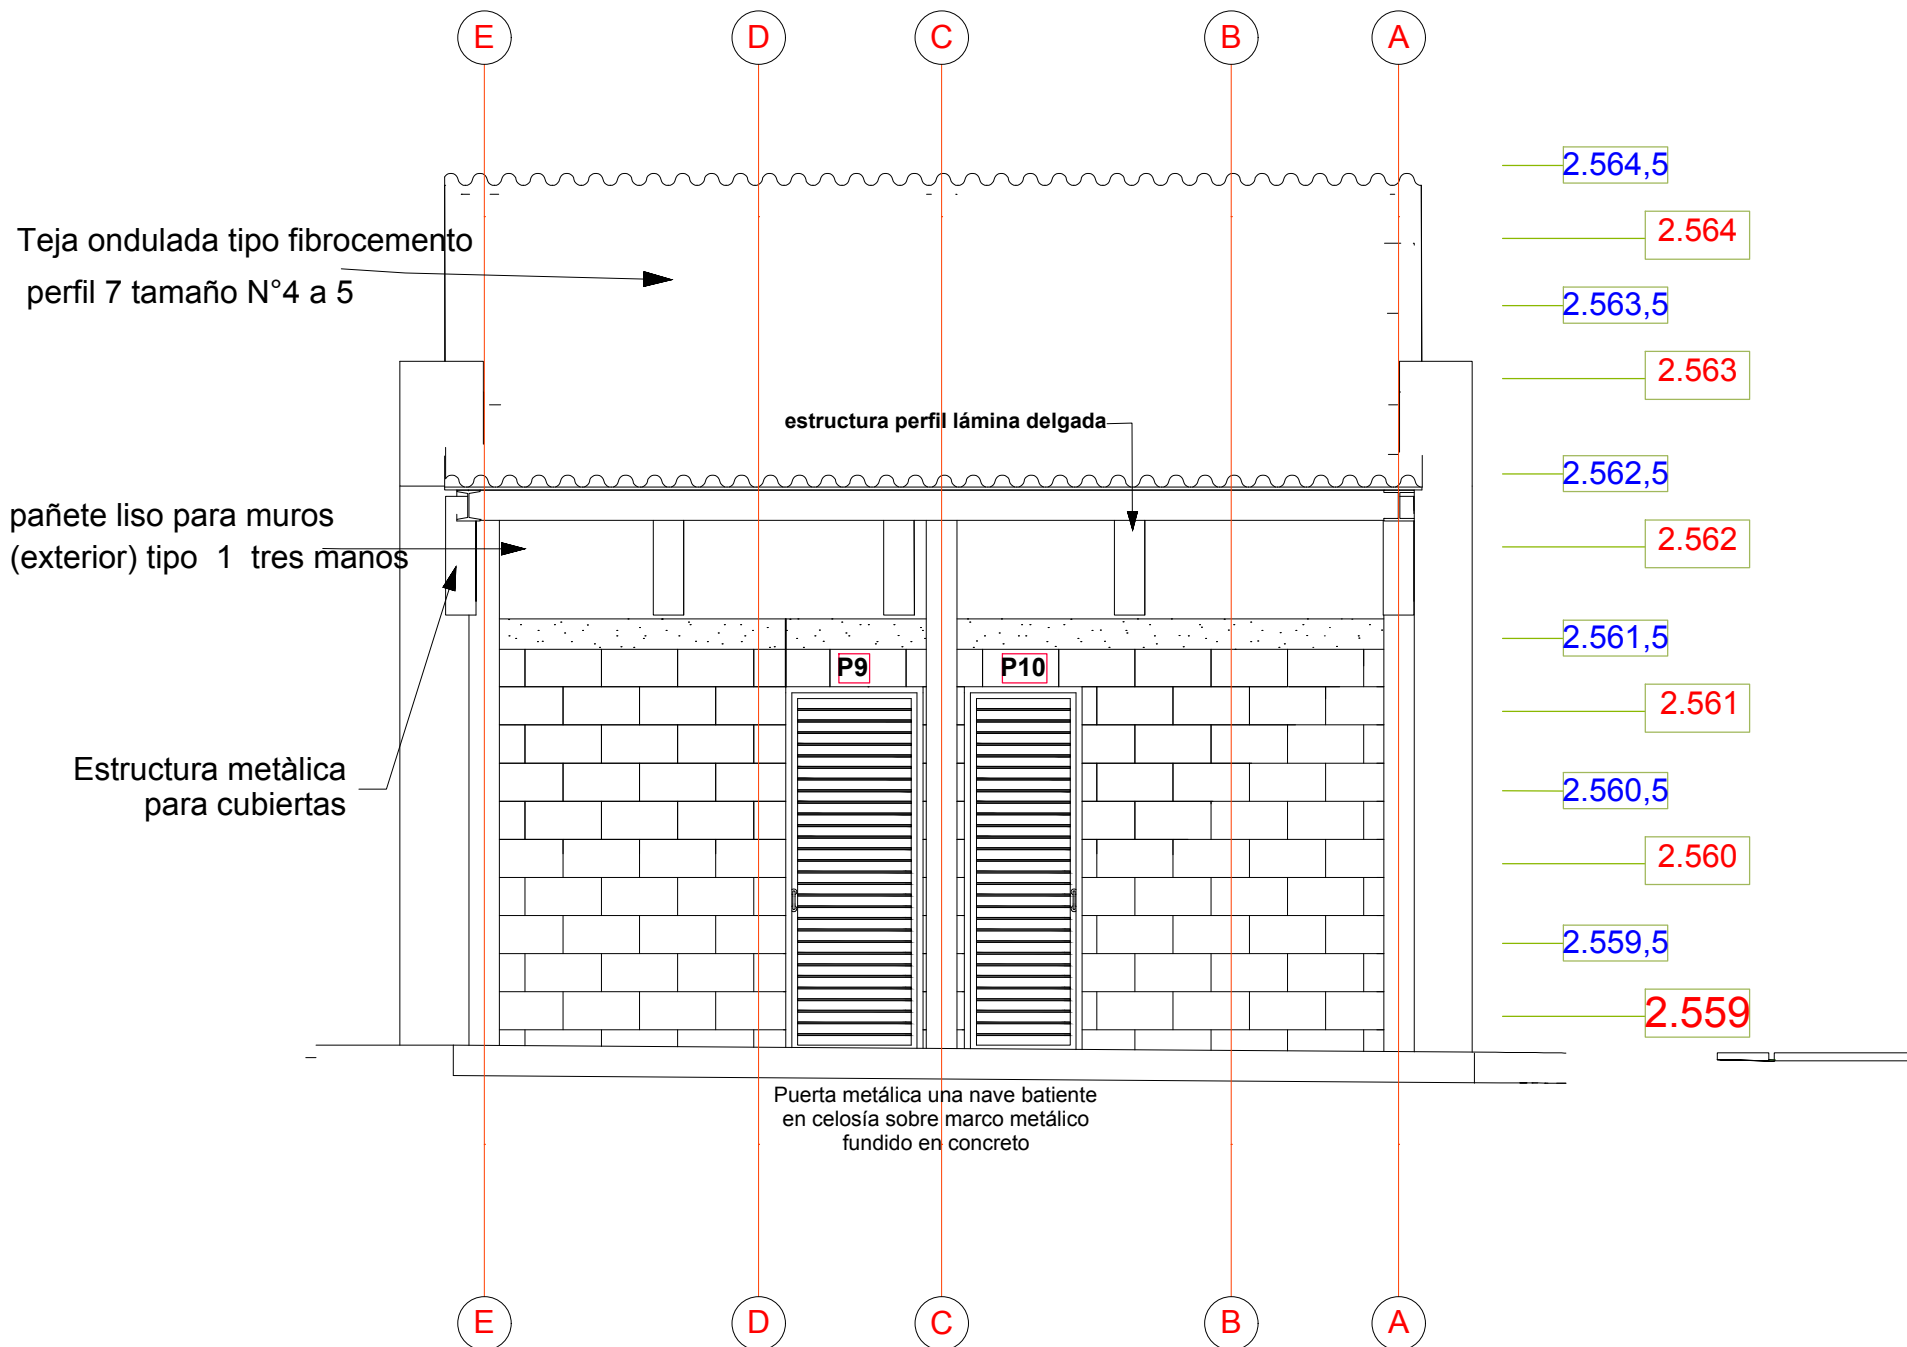 E
D
C
B
A
2.564,5
Teja ondulada tipo fibrocemento
perfil 7 tamaño N°4 a 5
2.564
2.563,5
2.563
estructura perfil lámina delgada
2.562,5
pañete liso para muros
(exterior) tipo 1 tres manos
2.562
2.561,5
P9
P10
2.561
Estructura metàlica
para cubiertas
2.560,5
2.560
2.559,5
2.559
Puerta metálica una nave batiente
en celosía sobre marco metálico
fundido en concreto
E
D
C
B
A